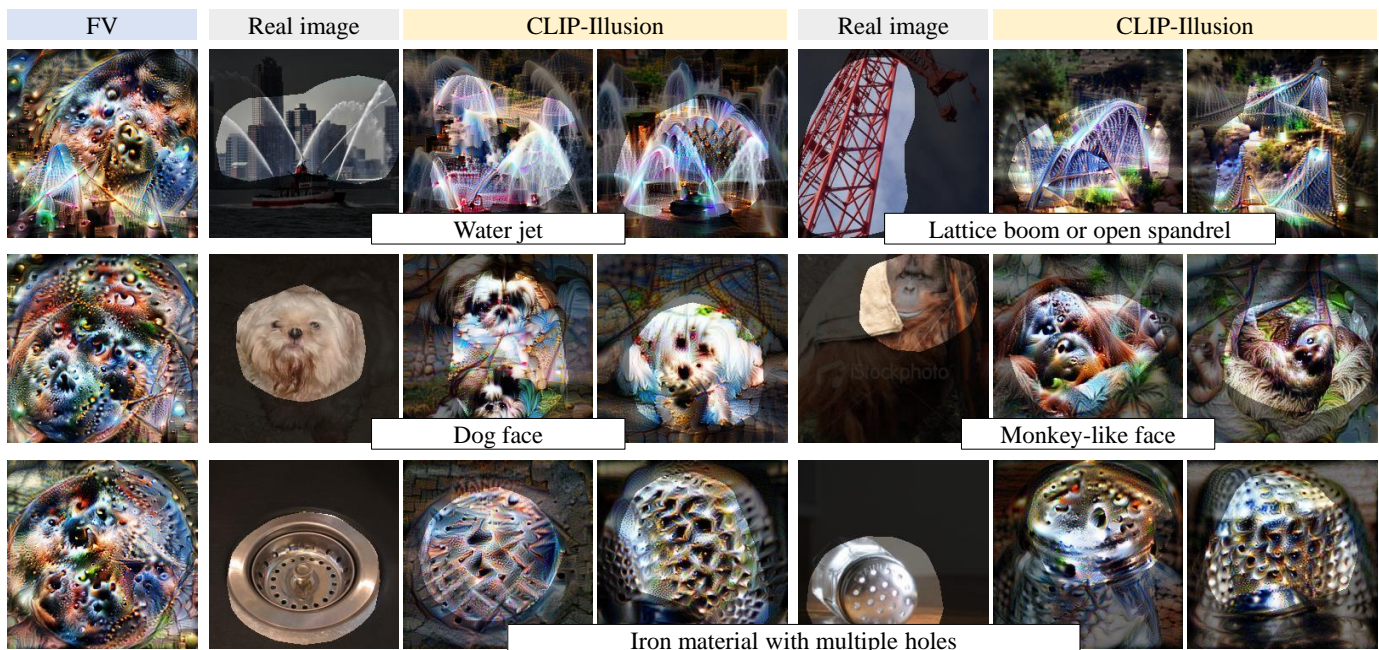 FV
Real image
CLIP-Illusion
Real image
CLIP-Illusion
Water jet
Lattice boom or open spandrel
iStockphoto
Dog face
Monkey-like face
Iron material with multiple holes